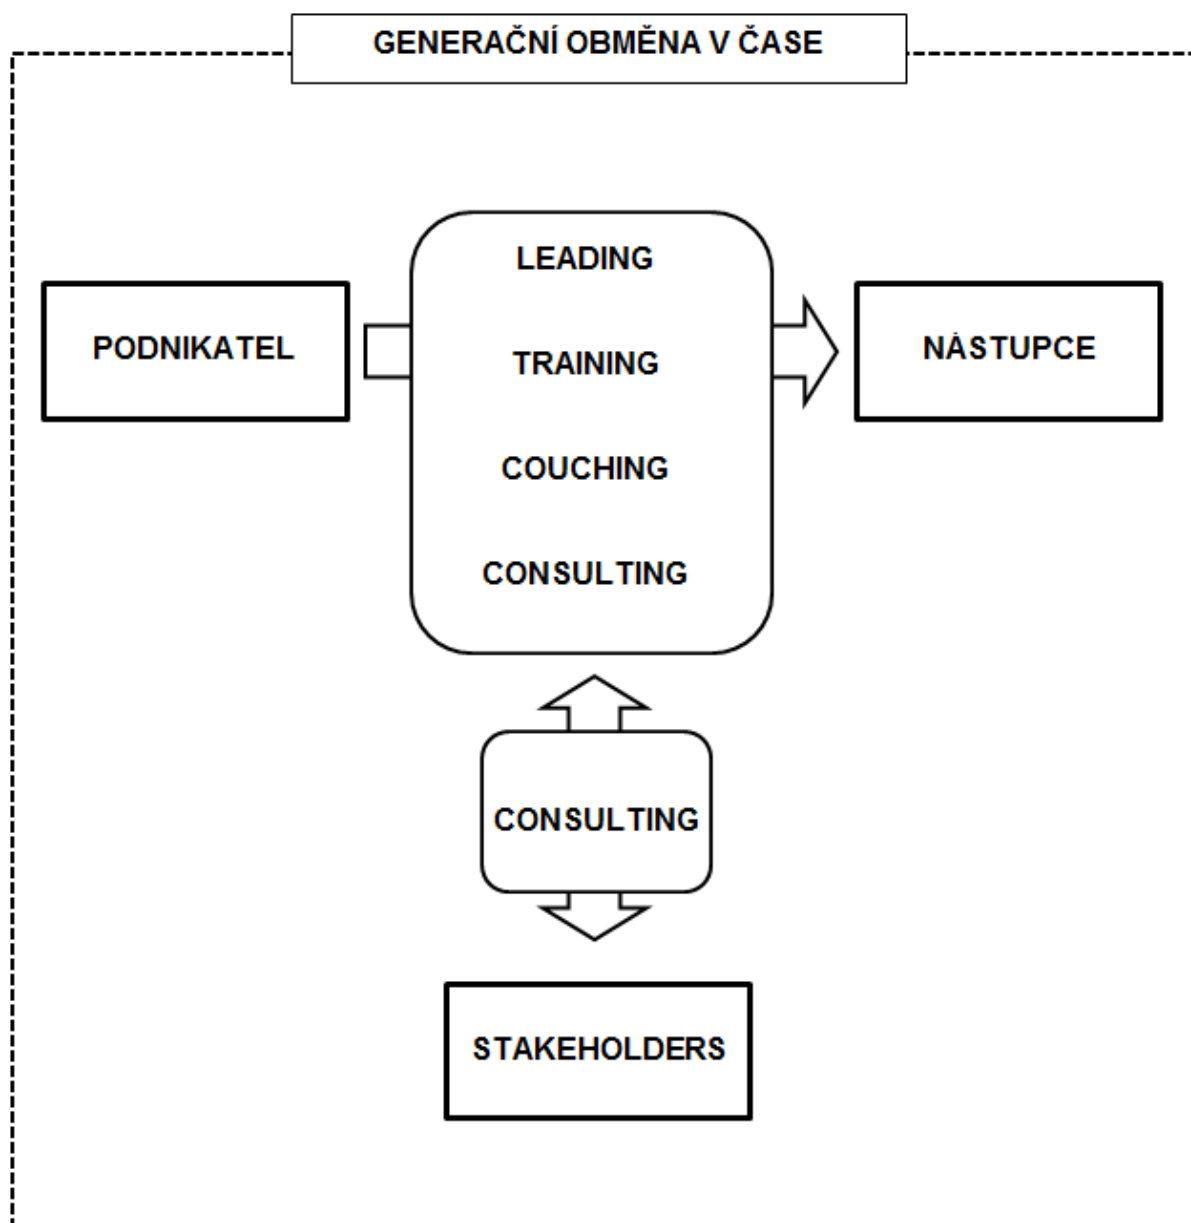 GENERAČNÍ OBMĚNA V ČASE
LEADING
PODNIKATEL
TRAINING
NÁSTUPCE
COUCHING
CONSULTING
CONSULTING
STAKEHOLDERS